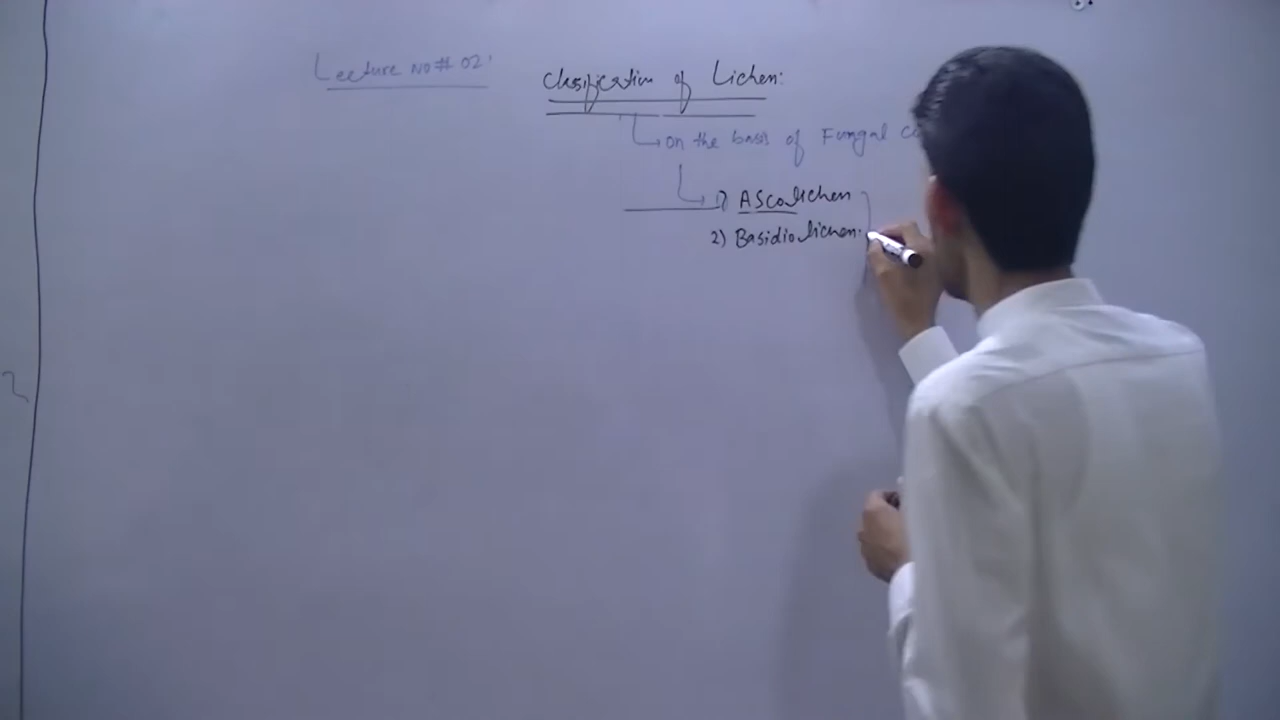 Lecture No# 02:
Classification of Lichen:
on the basis of Fungal
1) Ascolichen
2) Basidiolichen: